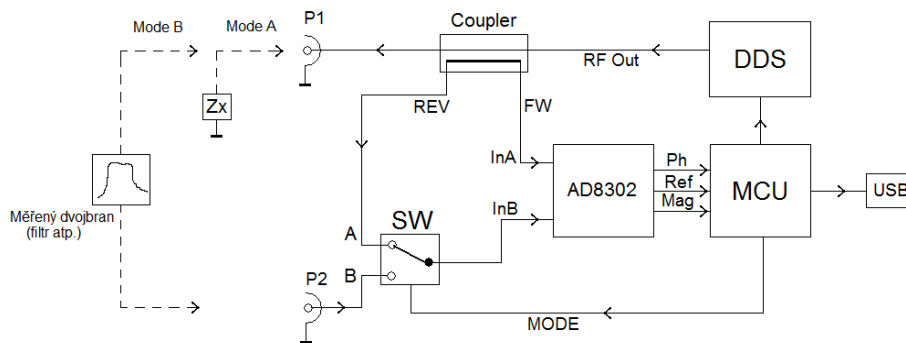 Mode B
Mode A
P1
Coupler
RF Out
DDS
Zx
REV
FW
InA
Ph
Ref
Mag
AD8302
MCU
USB
Měřený dvojbran
(filtr atp.)
SW
InB
A
B
P2
MODE